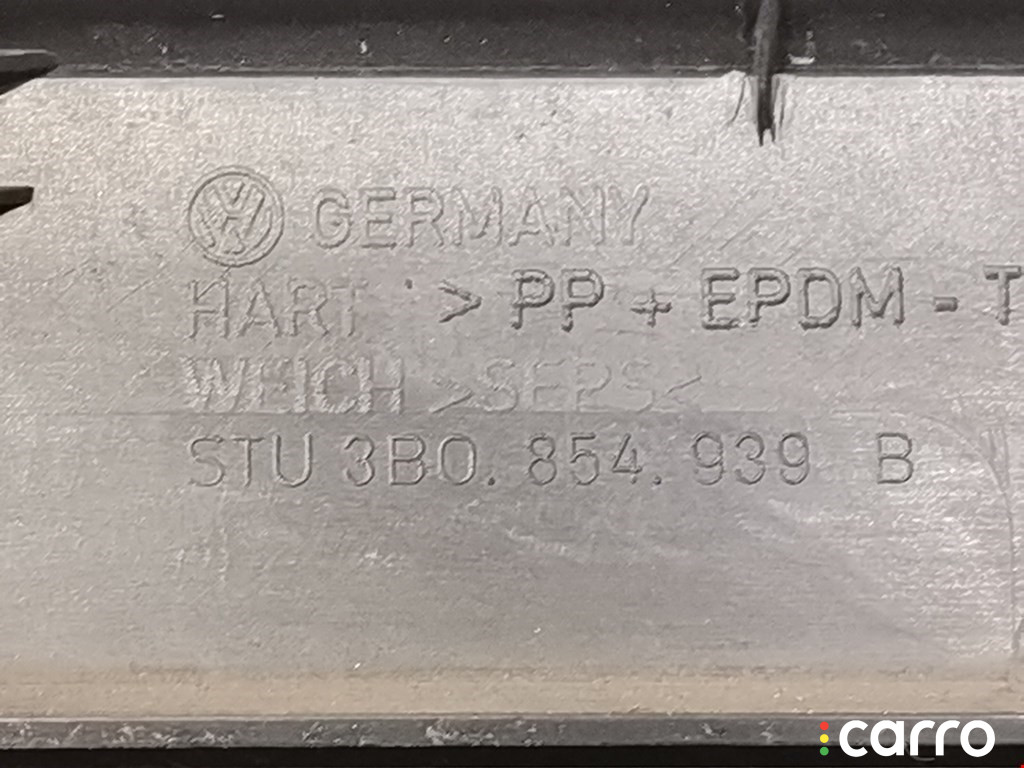 GERMANY
HART > PP + EPDM - T
WEICH >SEPS<
STU 3B0. 854. 939 B
carro